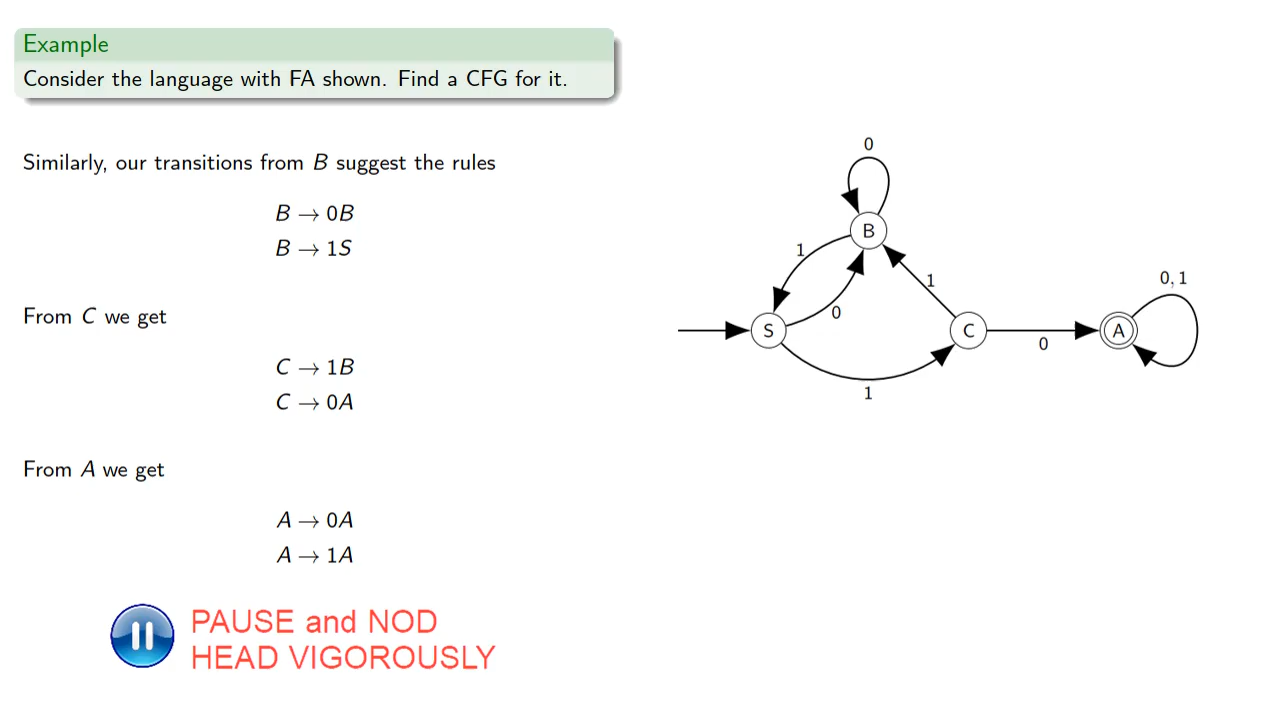 Example
Consider the language with FA shown. Find a CFG for it.
Similarly, our transitions from B suggest the rules
B → 0B
B → 1S
From C we get
C → 1B
C → 0A
From A we get
A → 0A
A → 1A
PAUSE and NOD
HEAD VIGOROUSLY
0
B
1
0
1
0, 1
S
C
A
0
1